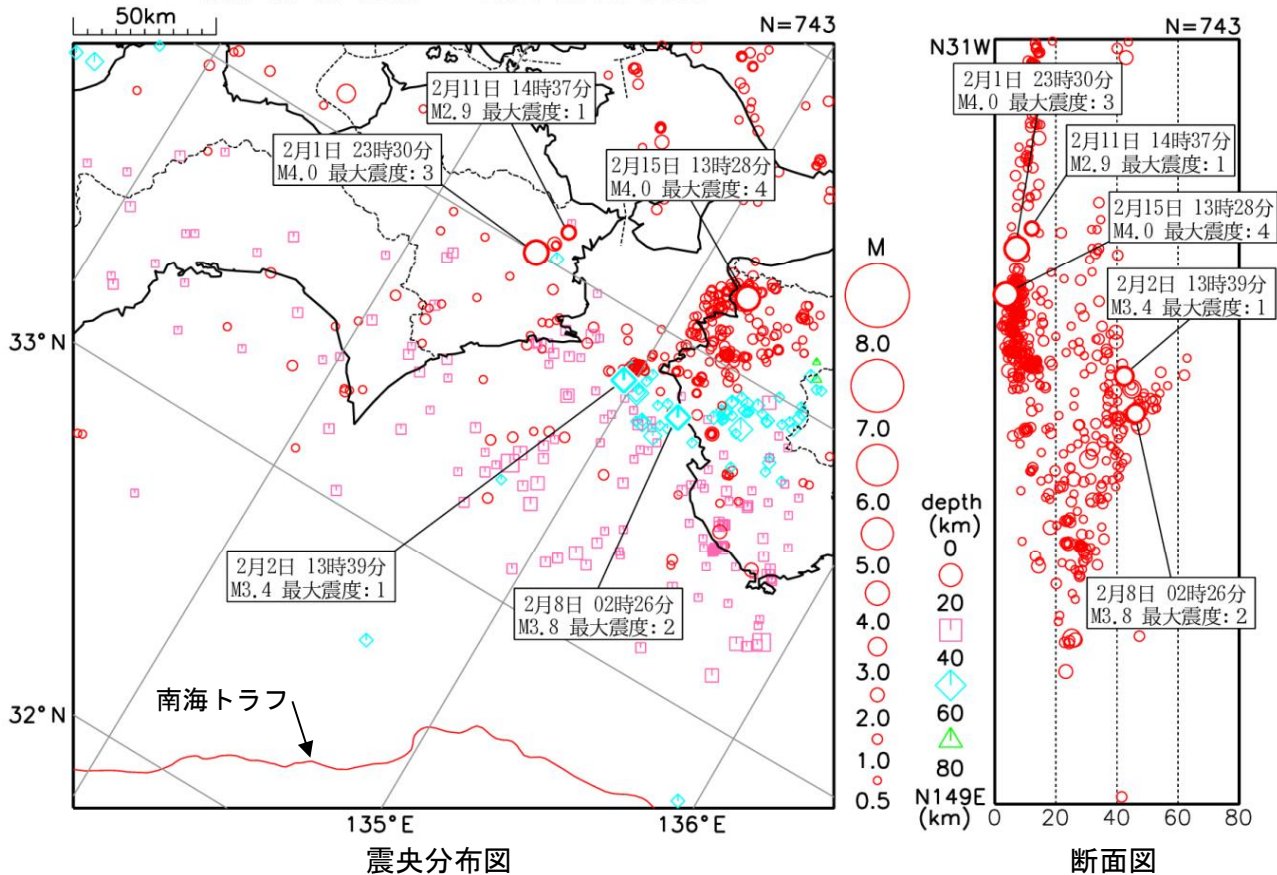 50km
N=743
2月11日 14時37分
M2.9 最大震度:1
2月1日 23時30分
M4.0 最大震度:3
2月15日 13時28分
M4.0 最大震度:4
33°N
2月2日 13時39分
M3.4 最大震度:1
2月8日 02時26分
M3.8 最大震度:2
南海トラフ
32°N
135°E
136°E
震央分布図
M
8.0
7.0
6.0
5.0
4.0
3.0
2.0
1.0
0.5
depth
(km)
0
20
40
60
80
N=743
N31W
2月1日 23時30分
M4.0 最大震度:3
2月11日 14時37分
M2.9 最大震度:1
2月15日 13時28分
M4.0 最大震度:4
2月2日 13時39分
M3.4 最大震度:1
2月8日 02時26分
M3.8 最大震度:2
N149E
(km)
0 20 40 60 80
断面図